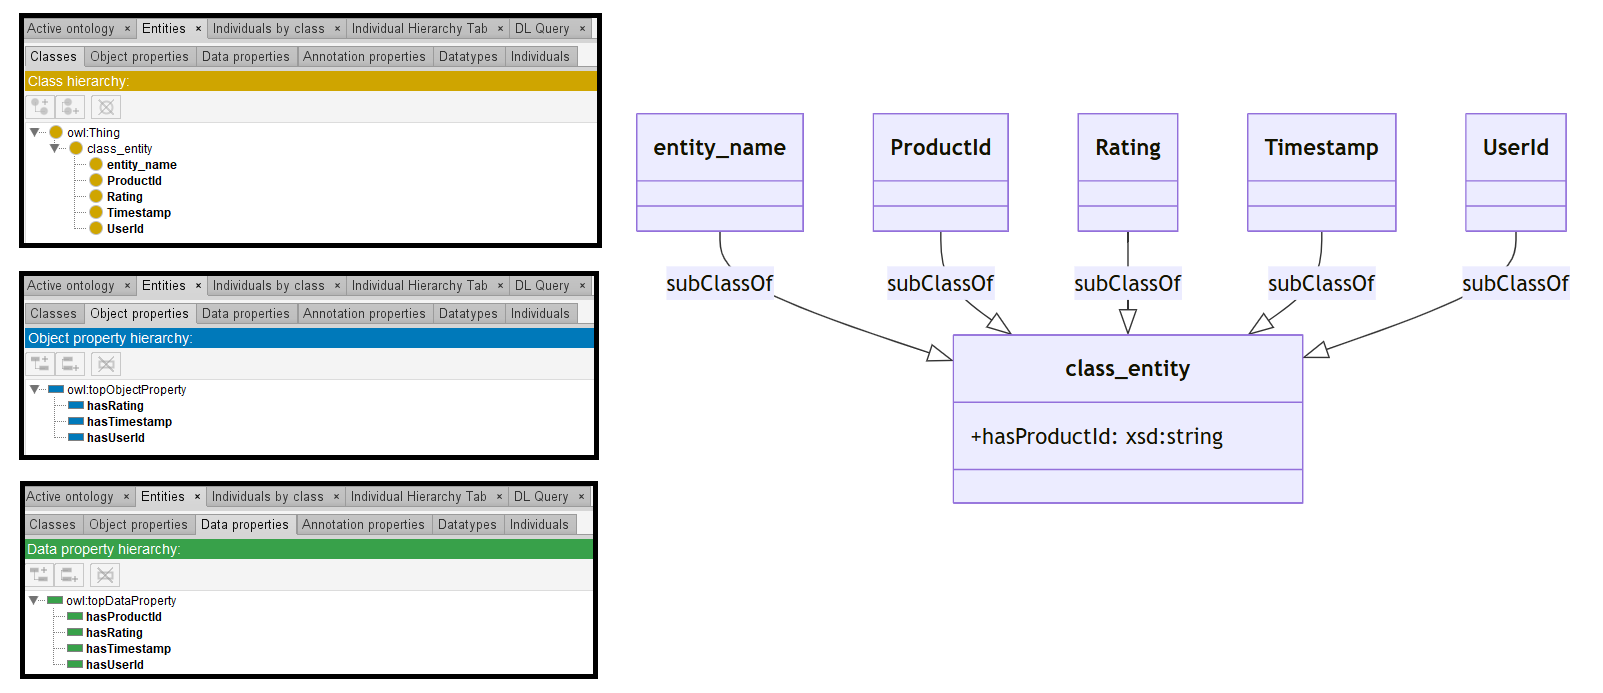 Active ontology × Entities × Individuals by class × Individual Hierarchy Tab × DL Query ×
Classes Object properties Data properties Annotation properties Datatypes Individuals
Class hierarchy:
owl:Thing
class_entity
entity_name
ProductId
Rating
Timestamp
UserId
Active ontology × Entities × Individuals by class × Individual Hierarchy Tab × DL Query ×
Classes Object properties Data properties Annotation properties Datatypes Individuals
Object property hierarchy:
owl:topObjectProperty
hasRating
hasTimestamp
hasUserId
Active ontology × Entities × Individuals by class × Individual Hierarchy Tab × DL Query ×
Classes Object properties Data properties Annotation properties Datatypes Individuals
Data property hierarchy:
owl:topDataProperty
hasProductId
hasRating
hasTimestamp
hasUserId
entity_name ProductId Rating Timestamp UserId
subClassOf subClassOf subClassOf subClassOf subClassOf
class_entity
+hasProductId: xsd:string